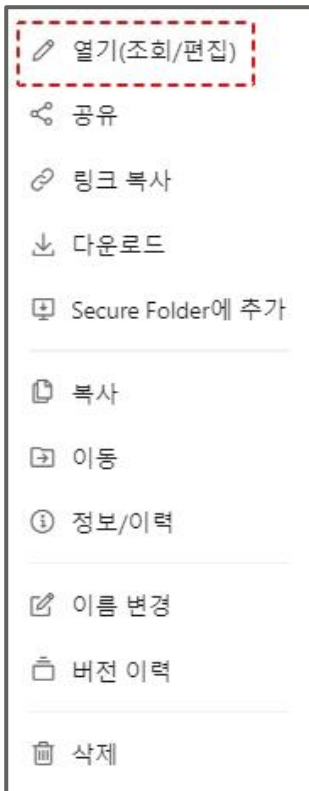 열기(조회/편집)
공유
링크 복사
다운로드
Secure Folder에 추가
복사
이동
정보/이력
이름 변경
버전 이력
삭제